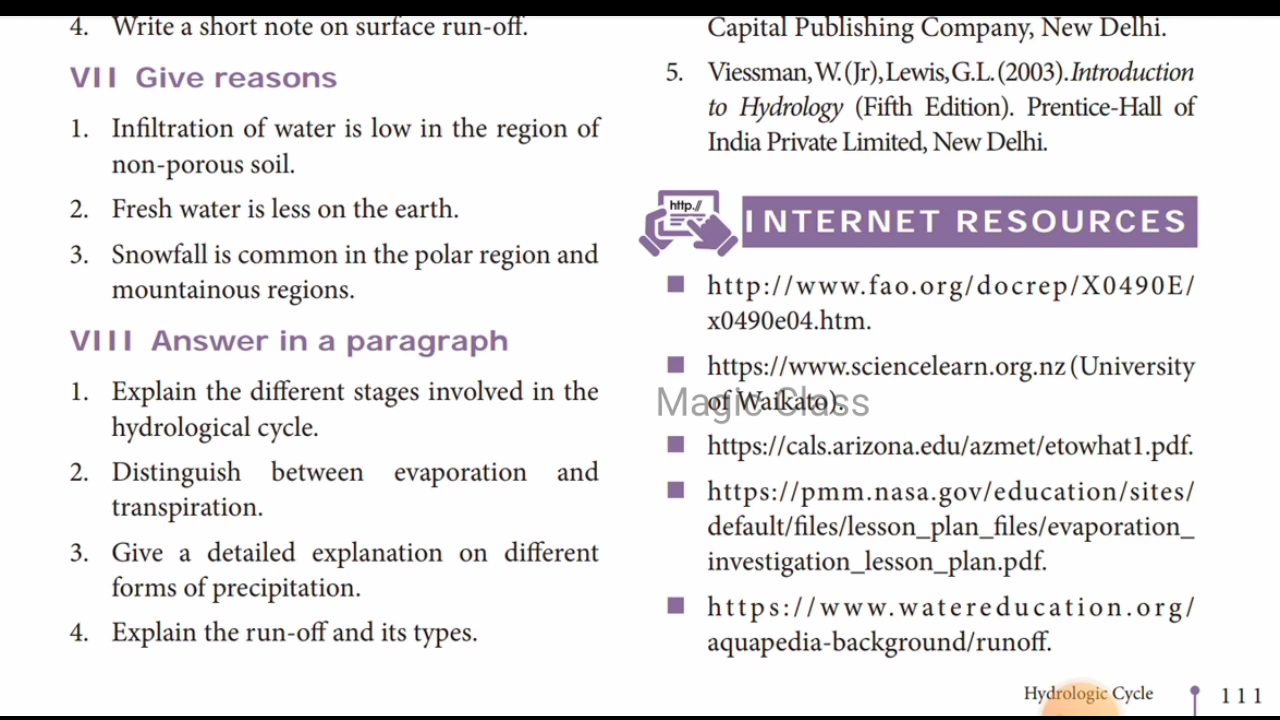 4. Write a short note on surface run-off.
VII Give reasons
1. Infiltration of water is low in the region of
non-porous soil.
2. Fresh water is less on the earth.
3. Snowfall is common in the polar region and
mountainous regions.
VIII Answer in a paragraph
1. Explain the different stages involved in the
hydrological cycle.
2. Distinguish between evaporation and
transpiration.
3. Give a detailed explanation on different
forms of precipitation.
4. Explain the run-off and its types.
Capital Publishing Company, New Delhi.
5. Viessman, W. (Jr), Lewis, G.L. (2003). Introduction
to Hydrology (Fifth Edition). Prentice-Hall of
India Private Limited, New Delhi.
http://
INTERNET RESOURCES
■ http://www.fao.org/docrep/X0490E/
x0490e04.htm.
■ https://www.sciencelearn.org.nz (University
of Waikato).
Magic Class
■ https://cals.arizona.edu/azmet/etowhat1.pdf.
■ https://pmm.nasa.gov/education/sites/
default/files/lesson_plan_files/evaporation_
investigation_lesson_plan.pdf.
■ https://www.watereducation.org/
aquapedia-background/runoff.
Hydrologic Cycle 111